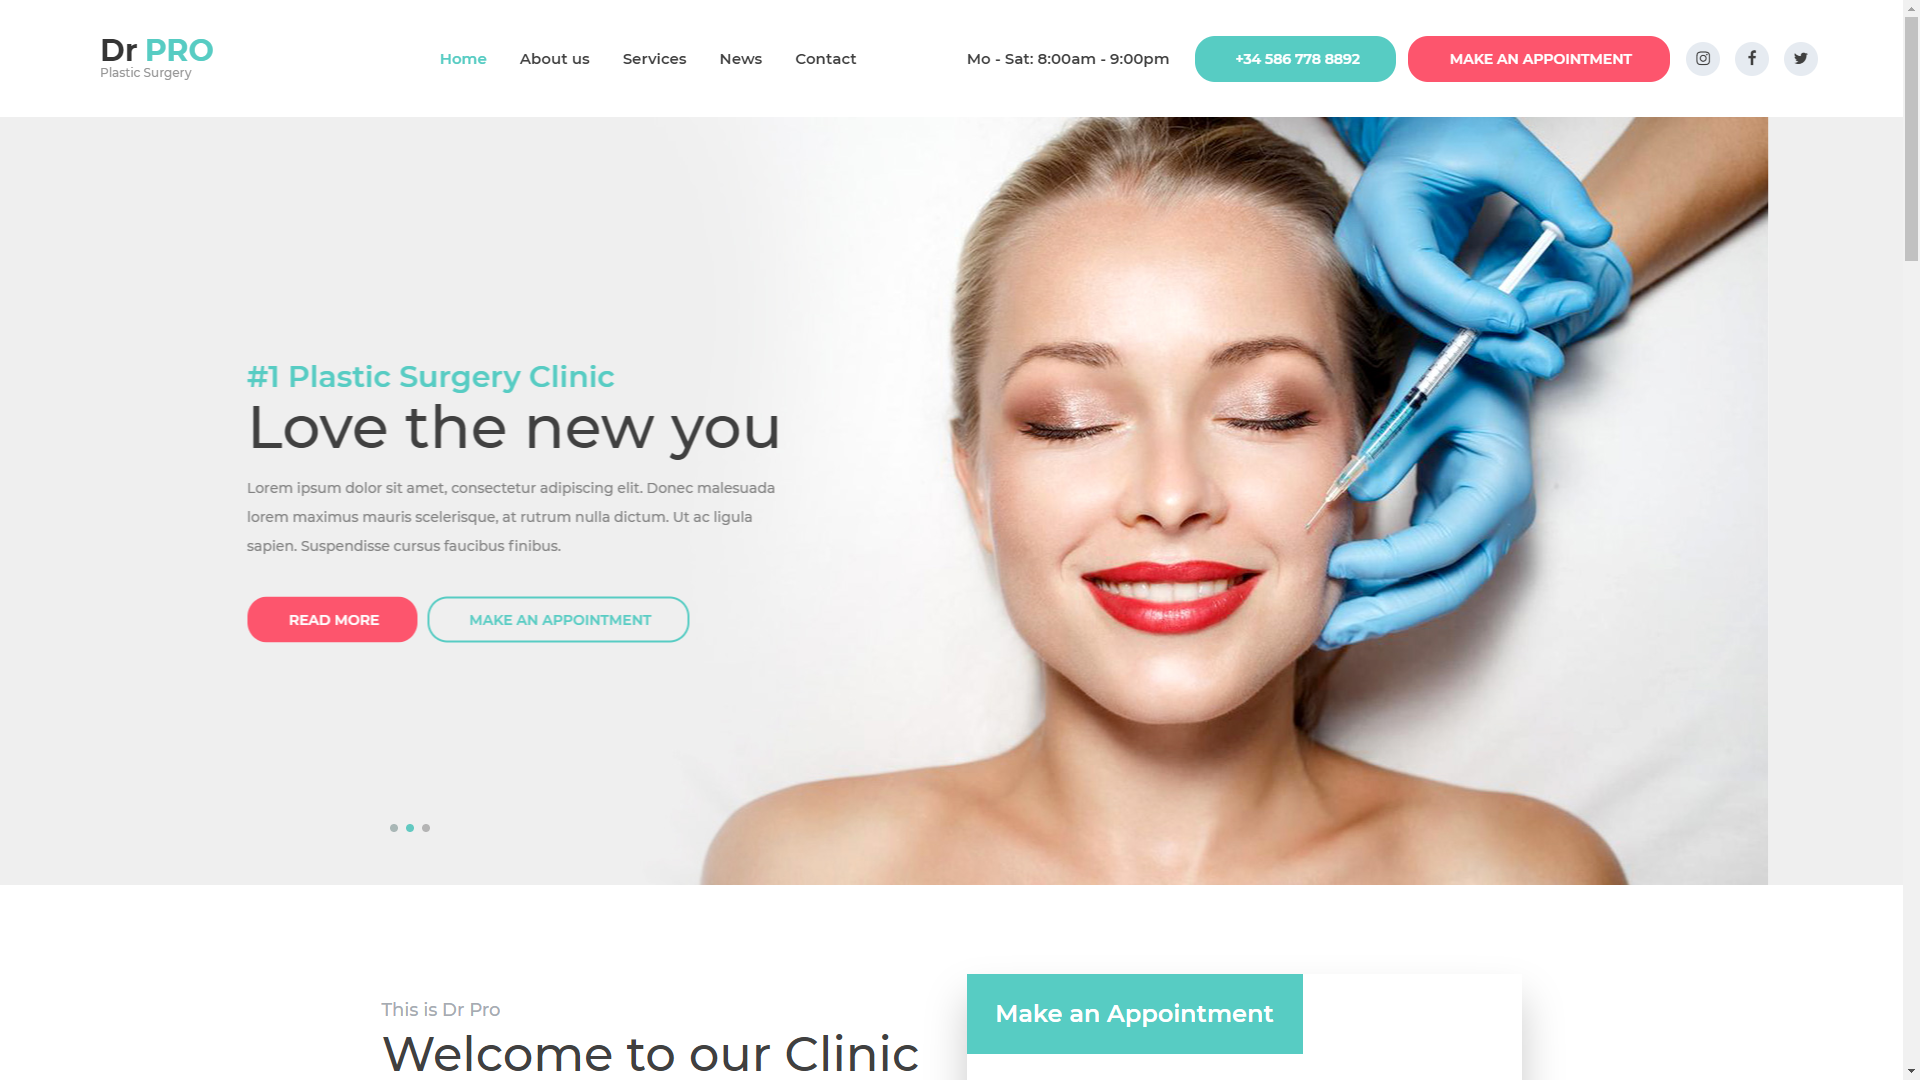 Dr PRO
Plastic Surgery
Home
About us
Services
News
Contact
Mo - Sat: 8:00am - 9:00pm
+34 586 778 8892
MAKE AN APPOINTMENT
#1 Plastic Surgery Clinic
Love the new you
Lorem ipsum dolor sit amet, consectetur adipiscing elit. Donec malesuada
lorem maximus mauris scelerisque, at rutrum nulla dictum. Ut ac ligula
sapien. Suspendisse cursus faucibus finibus.
READ MORE
MAKE AN APPOINTMENT
This is Dr Pro
Welcome to our Clinic
Make an Appointment